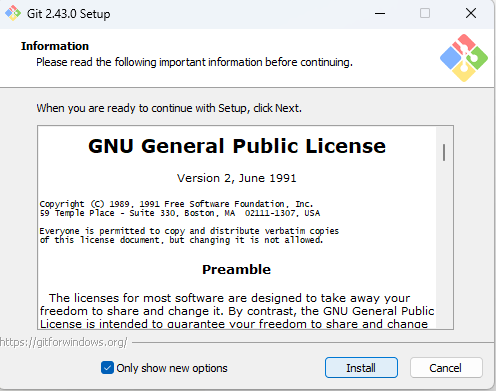 Git 2.43.0 Setup
Information
Please read the following important information before continuing.
When you are ready to continue with Setup, click Next.
GNU General Public License
Version 2, June 1991
Copyright (C) 1989, 1991 Free Software Foundation, Inc.
59 Temple Place - Suite 330, Boston, MA  02111-1307, USA
Everyone is permitted to copy and distribute verbatim copies
of this license document, but changing it is not allowed.
Preamble
The licenses for most software are designed to take away your
freedom to share and change it. By contrast, the GNU General Public
License is intended to guarantee your freedom to share and change
https://gitforwindows.org/
Only show new options
Install
Cancel